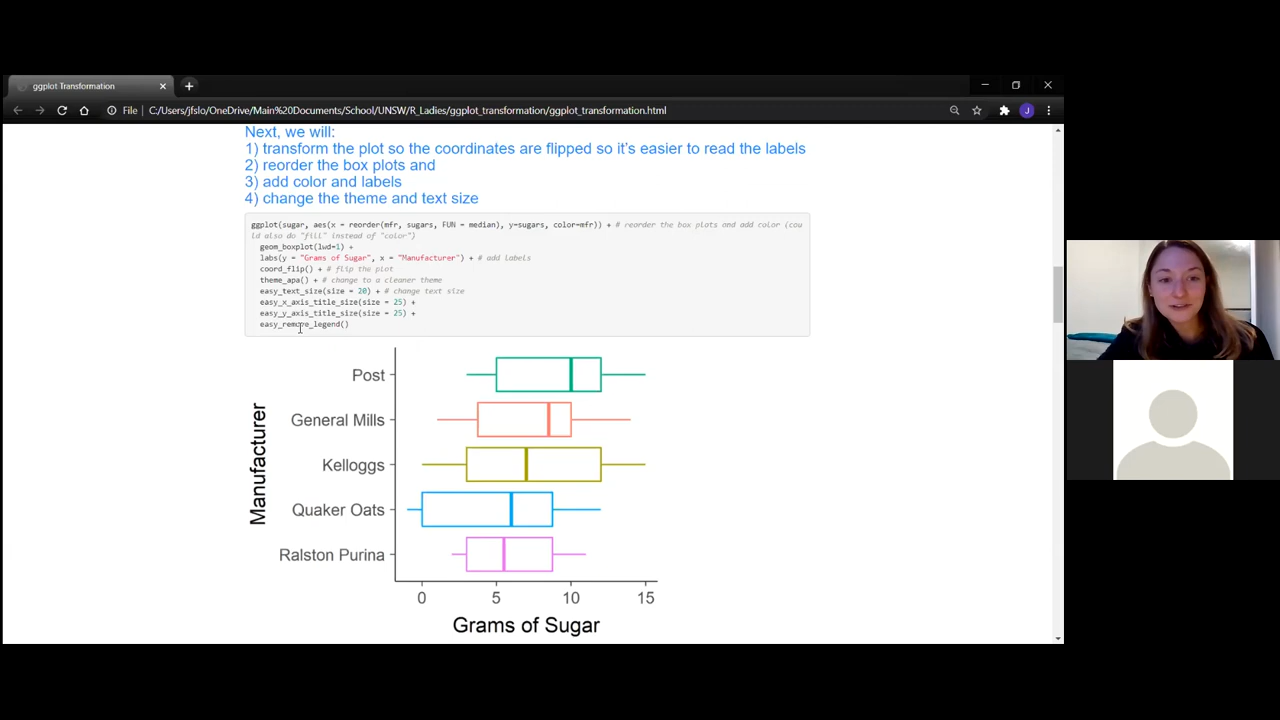 ggplot Transformation
File
C:/Users/jfslo/OneDrive/Main%20Documents/School/UNSW/R_Ladies/ggplot_transformation/ggplot_transformation.html
J
Next, we will:
1) transform the plot so the coordinates are flipped so it's easier to read the labels
2) reorder the box plots and
3) add color and labels
4) change the theme and text size
ggplot(sugar, aes(x = reorder(mfr, sugars, FUN = median), y=sugars, color=mfr)) + # reorder the box plots and add color (cou
ld also do "fill" instead of "color")
geom_boxplot(lwd=1) +
labs(y = "Grams of Sugar", x = "Manufacturer") + # add labels
coord_flip() + # flip the plot
theme_apa() + # change to a cleaner theme
easy_text_size(size = 20) + # change text size
easy_x_axis_title_size(size = 25) +
easy_y_axis_title_size(size = 25) +
easy_remove_legend()
Post
General Mills
Kelloggs
Quaker Oats
Ralston Purina
Manufacturer
0 5 10 15
Grams of Sugar